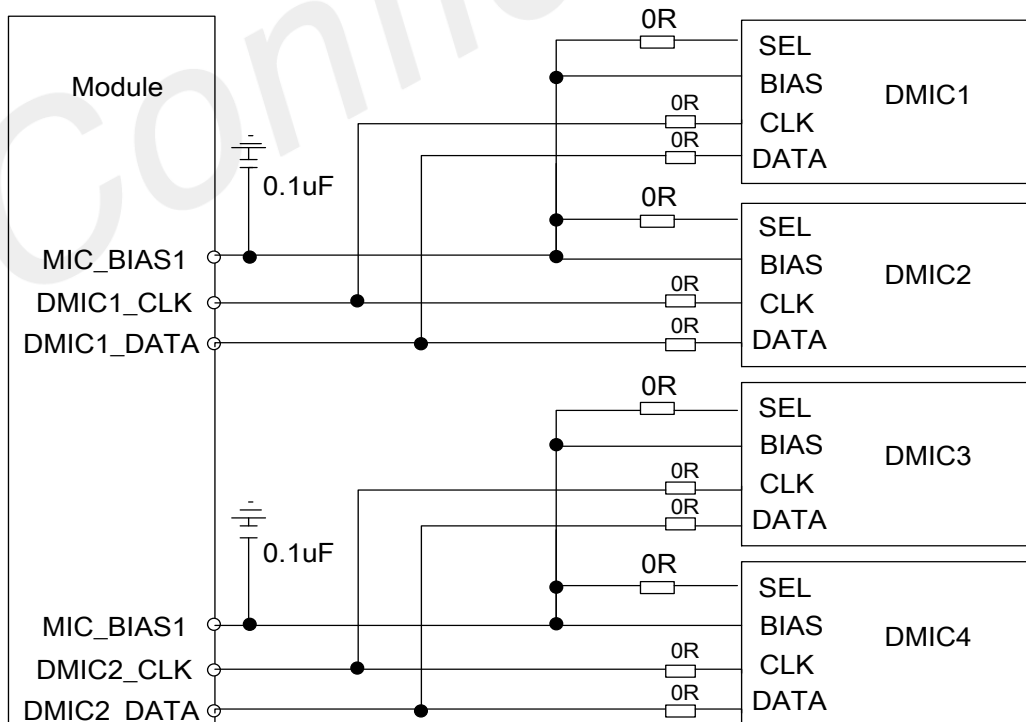 Confi
Module
0R
SEL
BIAS
DMIC1
0R
CLK
0R
DATA
0.1uF
0R
SEL
MIC_BIAS1
BIAS
DMIC2
DMIC1_CLK
0R
CLK
DMIC1_DATA
0R
DATA
0R
SEL
BIAS
DMIC3
0R
CLK
0R
DATA
0.1uF
0R
SEL
MIC_BIAS1
BIAS
DMIC4
DMIC2_CLK
0R
CLK
DMIC2_DATA
0R
DATA